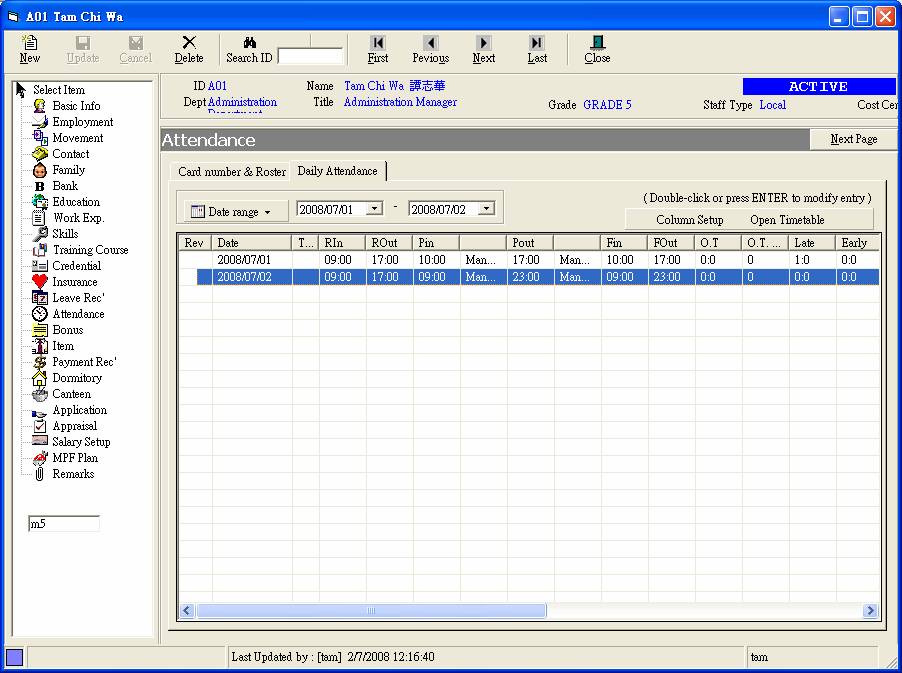 A01 Tam Chi Wa
New Update Cancel Delete Search ID First Pevious Next Last Close
Select Item
Basic Info
Employment
Movement
Contact
Family
Bank
Education
Work Exp.
Skills
Training Course
Credential
Insurance
Leave Rec'
Attendance
Bonus
Item
Payment Rec'
Dormitory
Canteen
Application
Appraisal
Salary Setup
MPF Plan
Remarks
m5
ID A01 Name Tam Chi Wa 譚志華 ACTIVE
Dept Administration Title Administration Manager Grade GRADE 5 Staff Type Local Cost Cen
Attendance Next Page
Card number & Roster Daily Attendance
( Double-click or press ENTER to modify entry )
Date range 2008/07/01 - 2008/07/02
Column Setup Open Timetable
Rev Date T... RIn ROut Pin Pout Fin FOut O.T O.T. ... Late Early
2008/07/01 09:00 17:00 10:00 Man... 17:00 Man... 10:00 17:00 0:0 0 1:0 0:0
2008/07/02 09:00 17:00 09:00 Man... 23:00 Man... 09:00 23:00 0:0 0 0:0 0:0
Last Updated by : [tam] 2/7/2008 12:16:40 tam